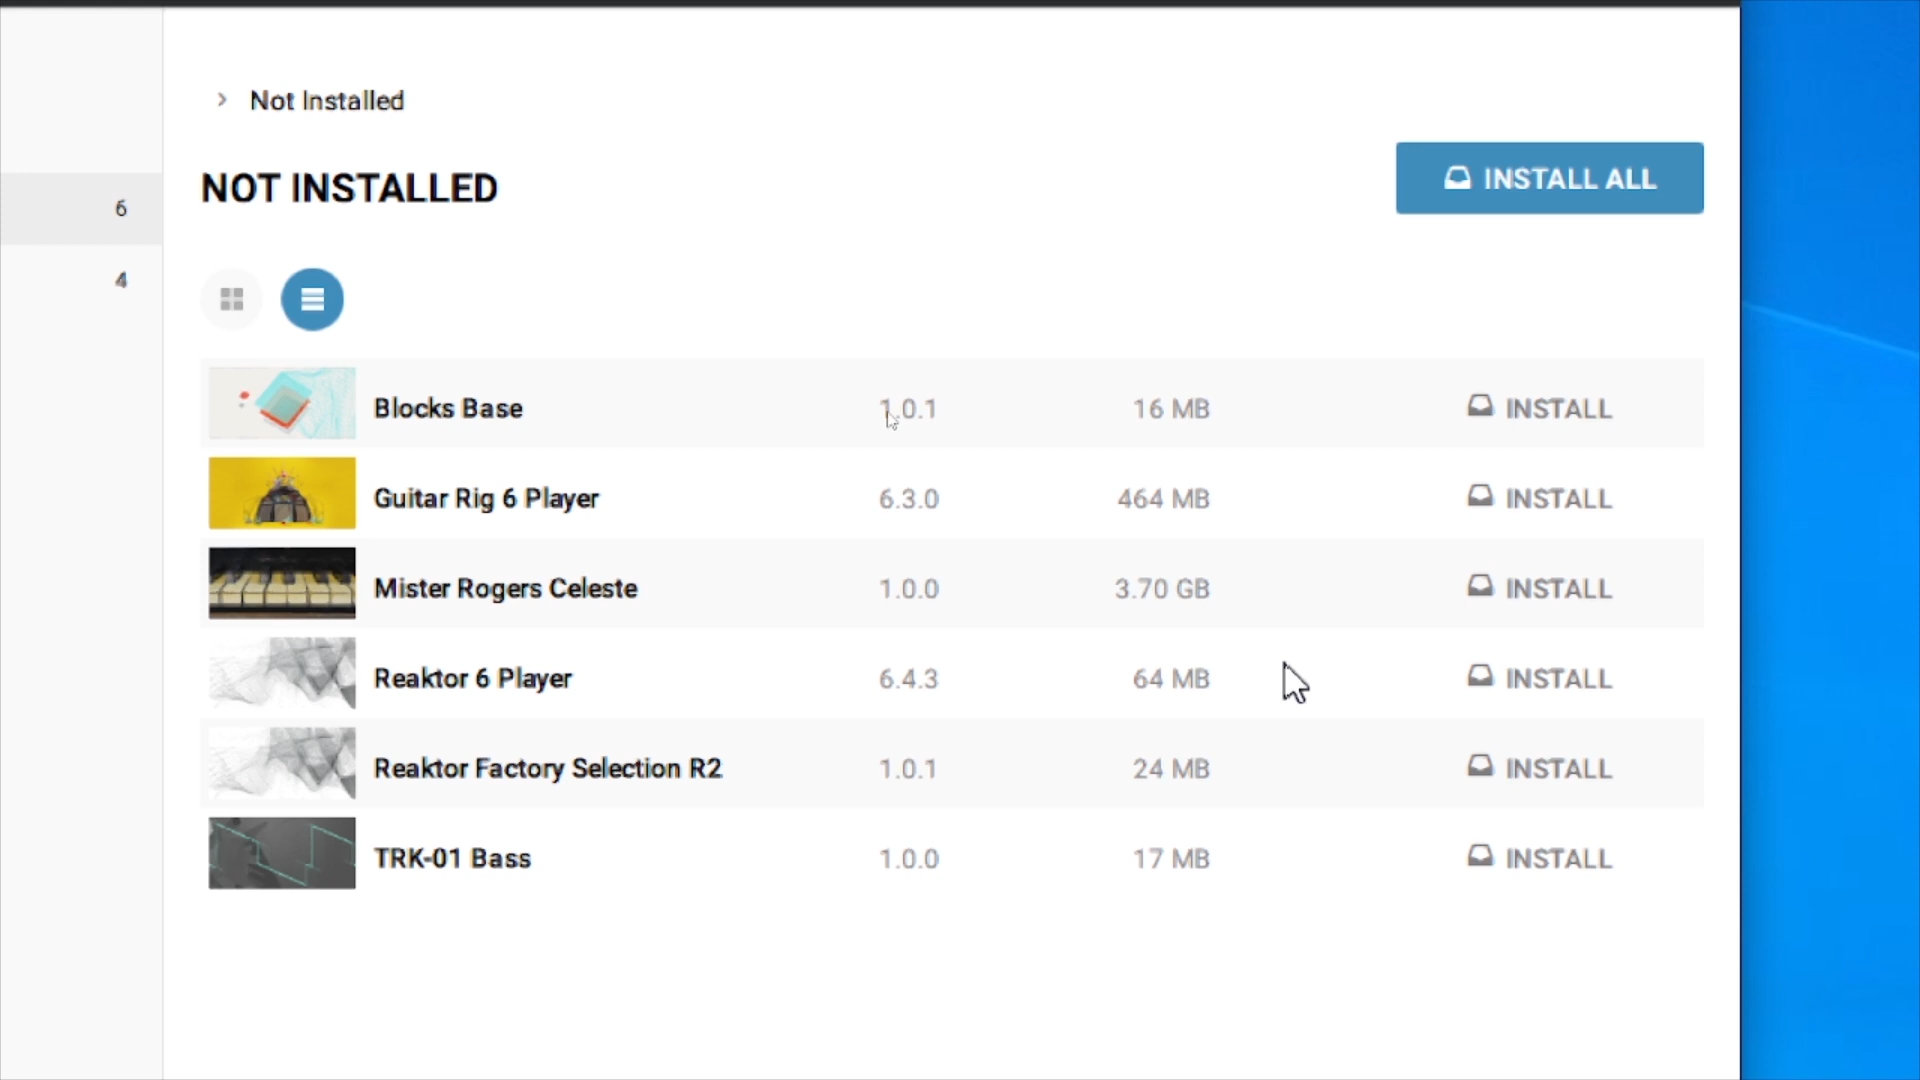 Not Installed
NOT INSTALLED
INSTALL ALL
6
4
Blocks Base 1.0.1 16 MB INSTALL
Guitar Rig 6 Player 6.3.0 464 MB INSTALL
Mister Rogers Celeste 1.0.0 3.70 GB INSTALL
Reaktor 6 Player 6.4.3 64 MB INSTALL
Reaktor Factory Selection R2 1.0.1 24 MB INSTALL
TRK-01 Bass 1.0.0 17 MB INSTALL